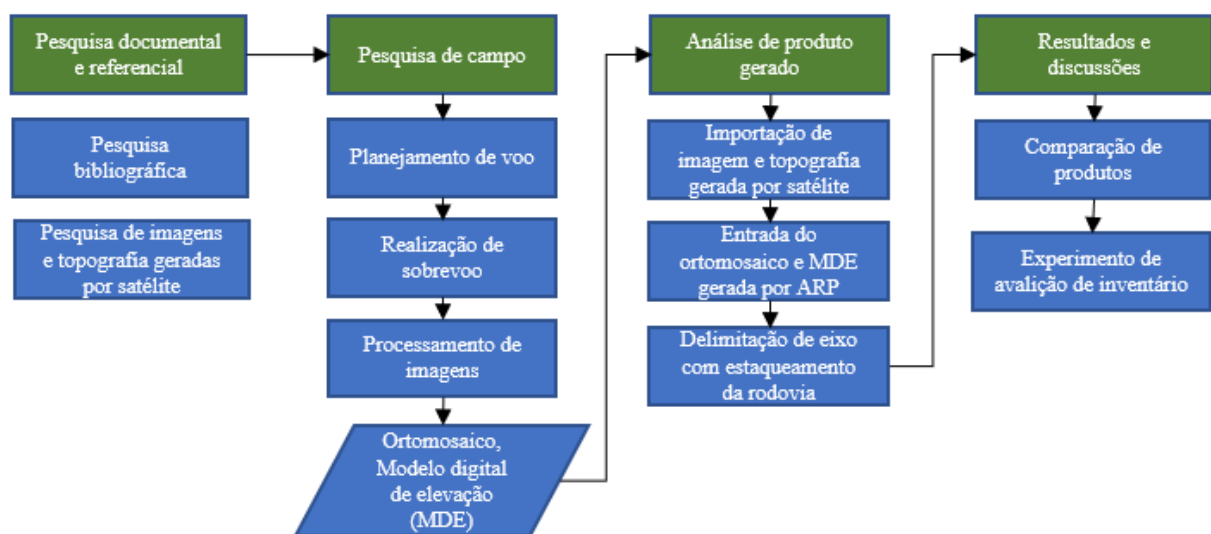 Pesquisa documental
e referencial
Pesquisa
bibliográfica
Pesquisa de imagens
e topografia geradas
por satélite
Pesquisa de campo
Planejamento de voo
Realização de
sobrevoo
Processamento de
imagens
Ortomosaico,
Modelo digital
de elevação
(MDE)
Análise de produto
gerado
Importação de
imagem e topografia
gerada por satélite
Entrada do
ortomosaico e MDE
gerada por ARP
Delimitação de eixo
com estaqueamento
da rodovia
Resultados e
discussões
Comparação de
produtos
Experimento de
avalição de inventário